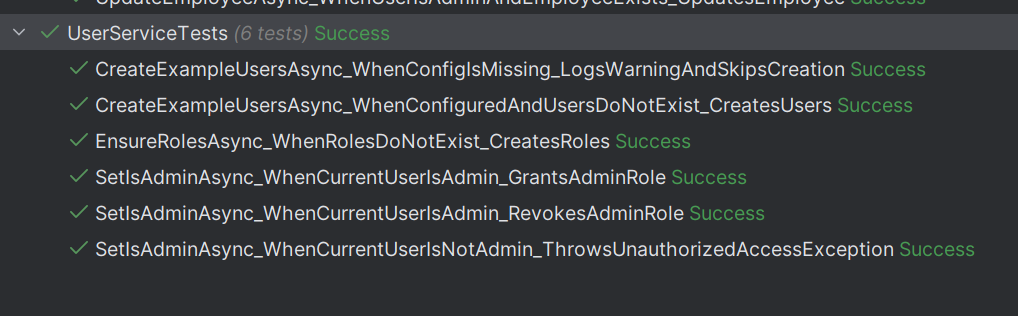 UpdateEmployeeAsync_WhenUserIsAdminAndEmployeeExists_UpdatesEmployee Success
UserServiceTests (6 tests) Success
CreateExampleUsersAsync_WhenConfigIsMissing_LogsWarningAndSkipsCreation Success
CreateExampleUsersAsync_WhenConfiguredAndUsersDoNotExist_CreatesUsers Success
EnsureRolesAsync_WhenRolesDoNotExist_CreatesRoles Success
SetIsAdminAsync_WhenCurrentUserIsAdmin_GrantsAdminRole Success
SetIsAdminAsync_WhenCurrentUserIsAdmin_RevokesAdminRole Success
SetIsAdminAsync_WhenCurrentUserIsNotAdmin_ThrowsUnauthorizedAccessException Success